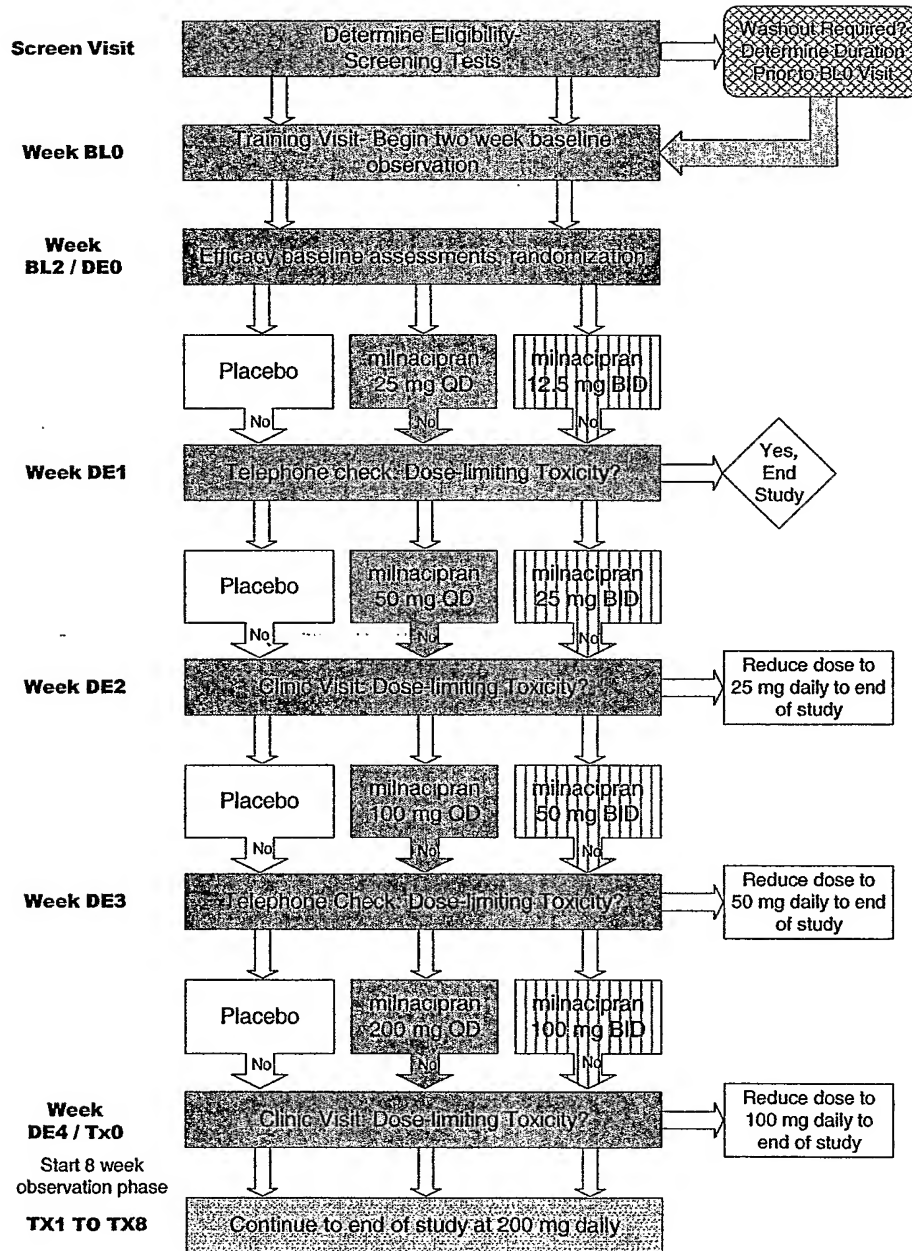 Screen Visit
Determine Eligibility-
Screening Tests
Washout Required?
Determine Duration
Prior to BL0 Visit
Week BL0
Training Visit- Begin two week baseline
observation
Week
BL2 / DE0
Efficacy baseline assessments, randomization
Placebo
milnacipran
25 mg QD
milnacipran
12.5 mg BID
No
No
No
Week DE1
Telephone check: Dose-limiting Toxicity?
Yes,
End
Study
Placebo
milnacipran
50 mg QD
milnacipran
25 mg BID
No
No
No
Week DE2
Clinic Visit: Dose-limiting Toxicity?
Reduce dose to
25 mg daily to end
of study
Placebo
milnacipran
100 mg QD
milnacipran
50 mg BID
No
No
No
Week DE3
Telephone Check: Dose-limiting Toxicity?
Reduce dose to
50 mg daily to end
of study
Placebo
milnacipran
200 mg QD
milnacipran
100 mg BID
No
No
No
Week
DE4 / Tx0
Clinic Visit: Dose-limiting Toxicity?
Reduce dose to
100 mg daily to
end of study
Start 8 week
observation phase
TX1 TO TX8
Continue to end of study at 200 mg daily